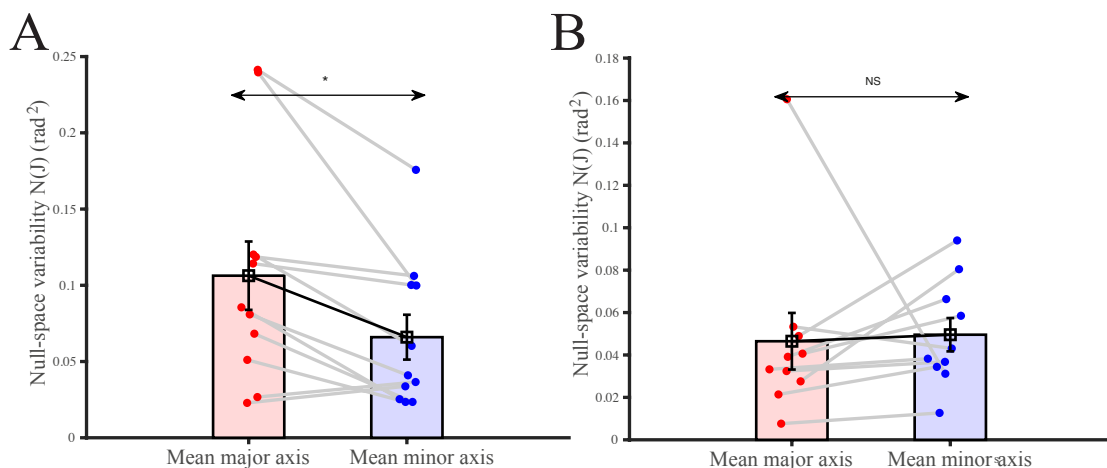 A
Null-space variability N(J) (rad²)
0.25
0.2
0.15
0.1
0.05
0
*
Mean major axis
Mean minor axis
B
Null-space variability N(J) (rad²)
0.18
0.16
0.14
0.12
0.1
0.08
0.06
0.04
0.02
0
NS
Mean major axis
Mean minor axis